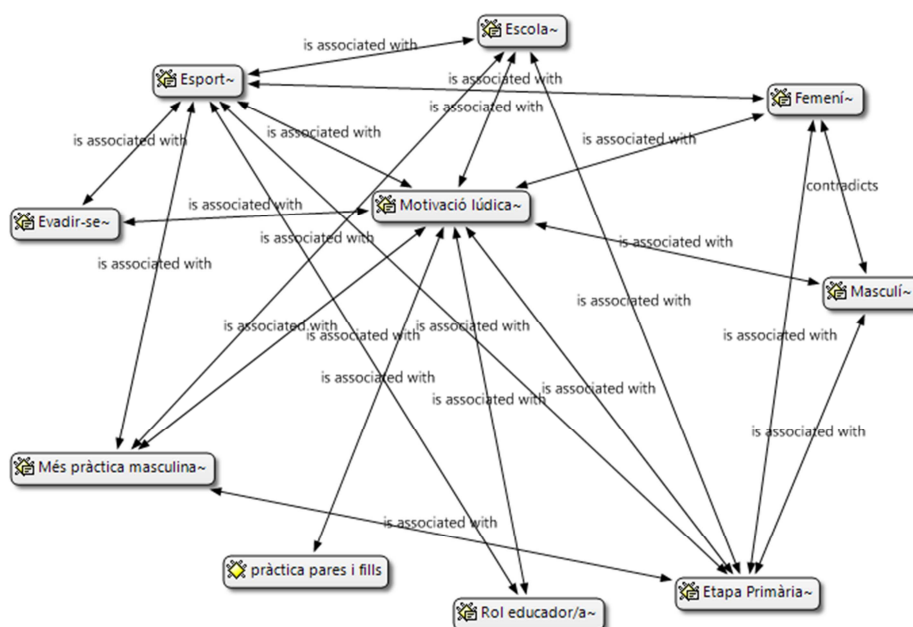 Escola~
is associated with
Esport~
is associated with
Femení~
is associated with
is associated with
is associated with
is associated with
contradicts
is associated with
Motivació lúdica~
Evadir-se~
is associated with
is associated with
is associated with
Masculí~
is associated with
is associated with
is associated with
is associated with
is associated with
is associated with
is associated with
is associated with
is associated with
Més pràctica masculina~
is associated with
pràctica pares i fills
Etapa Primària~
Rol educador/a~